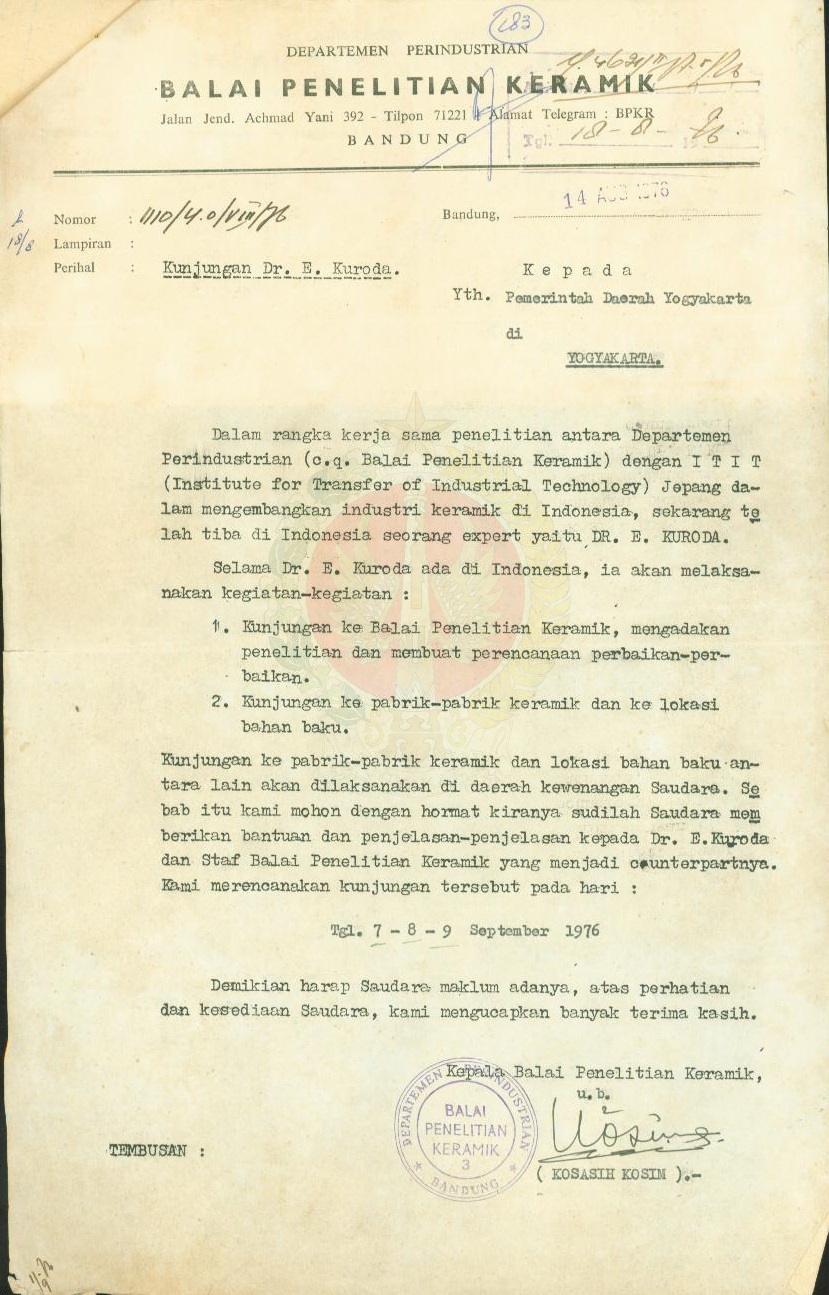 183
DEPARTEMEN PERINDUSTRIAN
BALAI PENELITIAN KERAMIK
Jalan Jend. Achmad Yani 392 - Tilpon 71221 Alamat Telegram : BPKR
BANDUNG
Tgl. 18-8-76.
Nomor : 1110/4.0/VIII/76
Bandung, 14 AUG 1976
18/8
Lampiran :
Perihal : Kunjungan Dr. E. Kuroda.
Kepada
Yth. Pemerintah Daerah Yogyakarta
di
YOGYAKARTA.
Dalam rangka kerja sama penelitian antara Departemen
Perindustrian (c.q. Balai Penelitian Keramik) dengan I T I T
(Institute for Transfer of Industrial Technology) Jepang da-
lam mengembangkan industri keramik di Indonesia, sekarang te
lah tiba di Indonesia seorang expert yaitu DR. E. KURODA.
Selama Dr. E. Kuroda ada di Indonesia, ia akan melaksa-
nakan kegiatan-kegiatan :
1. Kunjungan ke Balai Penelitian Keramik, mengadakan
penelitian dan membuat perencanaan perbaikan-per-
baikan.
2. Kunjungan ke pabrik-pabrik keramik dan ke lokasi
bahan baku.
Kunjungan ke pabrik-pabrik keramik dan lokasi bahan baku an-
tara lain akan dilaksanakan di daerah kewenangan Saudara. Se
bab itu kami mohon dengan hormat kiranya sudilah Saudara mem
berikan bantuan dan penjelasan-penjelasan kepada Dr. E.Kuroda
dan Staf Balai Penelitian Keramik yang menjadi counterpartnya.
Kami merencanakan kunjungan tersebut pada hari :
Tgl. 7 - 8 - 9 September 1976
Demikian harap Saudara maklum adanya, atas perhatian
dan kesediaan Saudara, kami mengucapkan banyak terima kasih.
Kepala Balai Penelitian Keramik,
u.b.
DEPARTEMEN PERINDUSTRIAN
BALAI
PENELITIAN
KERAMIK
3
BANDUNG
TEMBUSAN :
( KOSASIH KOSIM ).-